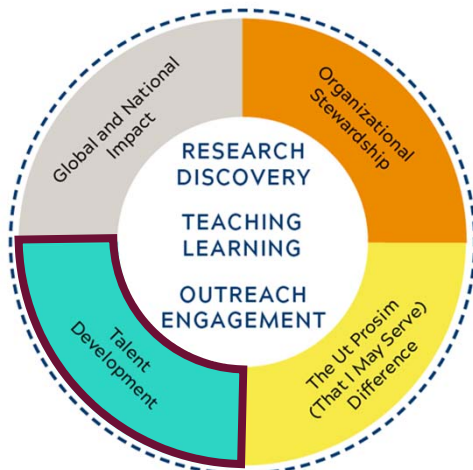 Global and National
Impact
Organizational
Stewardship
RESEARCH
DISCOVERY
TEACHING
LEARNING
OUTREACH
ENGAGEMENT
Talent
Development
The Ut Prosim
(That I May Serve)
Difference